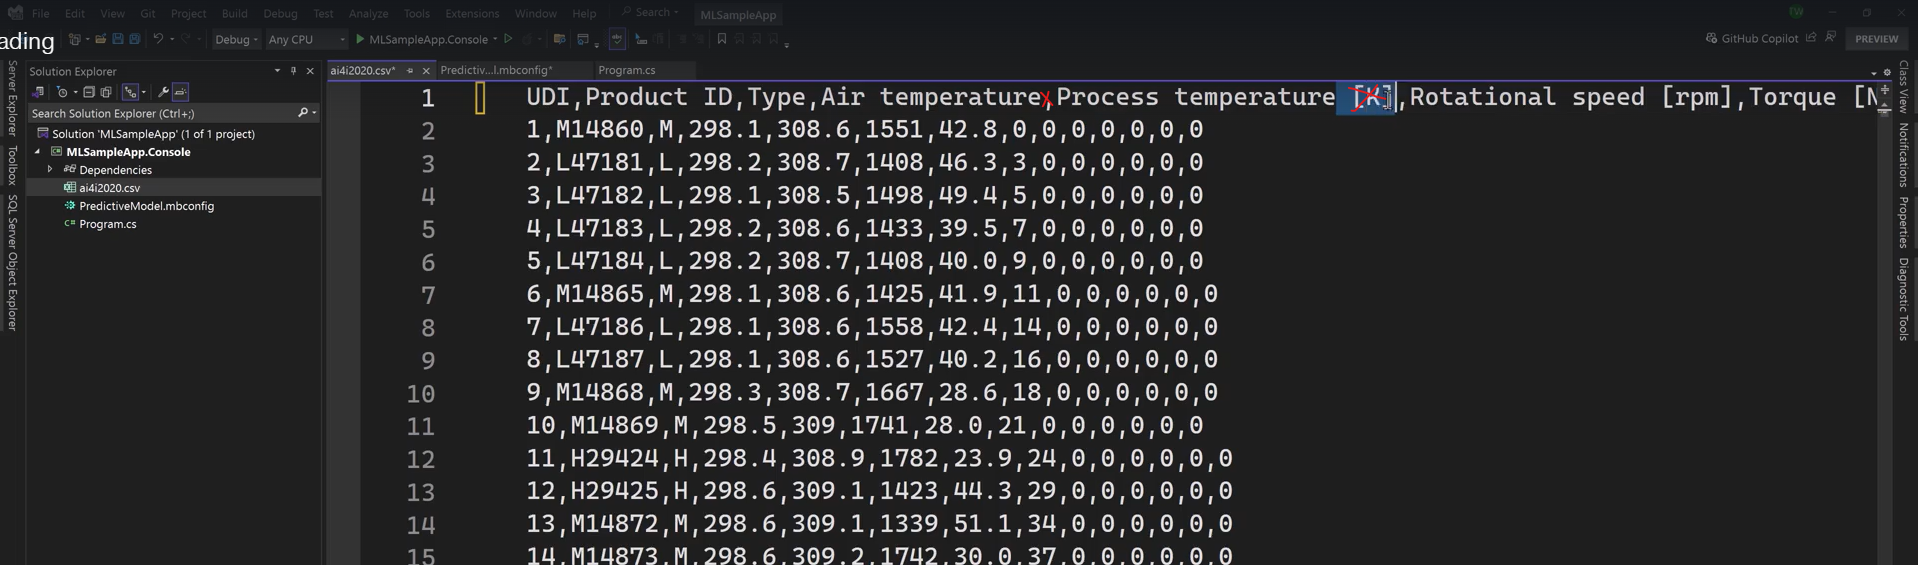 File Edit View Git Project Build Debug Test Analyze Tools Extensions Window Help Search MLSampleApp TW
ading
Debug Any CPU MLSampleApp.Console GitHub Copilot PREVIEW
Solution Explorer
ai4i2020.csv* Predictiv...l.mbconfig* Program.cs
Search Solution Explorer (Ctrl+;)
Solution 'MLSampleApp' (1 of 1 project)
MLSampleApp.Console
Dependencies
ai4i2020.csv
PredictiveModel.mbconfig
Program.cs
Server Explorer
Toolbox
SQL Server Object Explorer
1 UDI,Product ID,Type,Air temperature,Process temperature [K],Rotational speed [rpm],Torque [N
2 1,M14860,M,298.1,308.6,1551,42.8,0,0,0,0,0,0,0
3 2,L47181,L,298.2,308.7,1408,46.3,3,0,0,0,0,0,0
4 3,L47182,L,298.1,308.5,1498,49.4,5,0,0,0,0,0,0
5 4,L47183,L,298.2,308.6,1433,39.5,7,0,0,0,0,0,0
6 5,L47184,L,298.2,308.7,1408,40.0,9,0,0,0,0,0,0
7 6,M14865,M,298.1,308.6,1425,41.9,11,0,0,0,0,0,0
8 7,L47186,L,298.1,308.6,1558,42.4,14,0,0,0,0,0,0
9 8,L47187,L,298.1,308.6,1527,40.2,16,0,0,0,0,0,0
10 9,M14868,M,298.3,308.7,1667,28.6,18,0,0,0,0,0,0
11 10,M14869,M,298.5,309,1741,28.0,21,0,0,0,0,0,0
12 11,H29424,H,298.4,308.9,1782,23.9,24,0,0,0,0,0,0
13 12,H29425,H,298.6,309.1,1423,44.3,29,0,0,0,0,0,0
14 13,M14872,M,298.6,309.1,1339,51.1,34,0,0,0,0,0,0
15 14,M14873,M,298.6,309.2,1742,30.0,37,0,0,0,0,0,0
Class View
Notifications
Properties
Diagnostic Tools